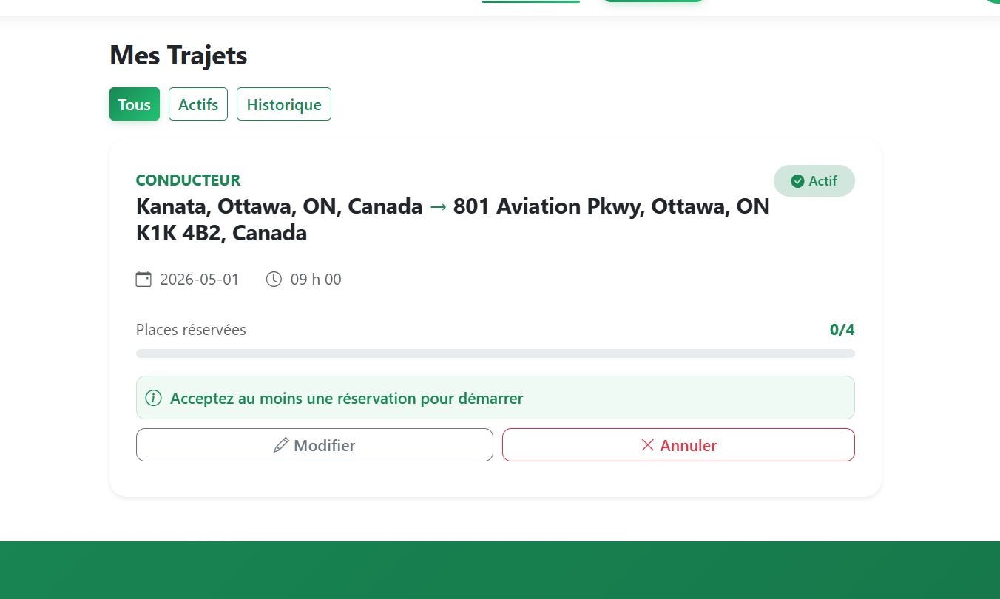 Mes Trajets
Tous
Actifs
Historique
CONDUCTEUR
Actif
Kanata, Ottawa, ON, Canada → 801 Aviation Pkwy, Ottawa, ON
K1K 4B2, Canada
2026-05-01
09 h 00
Places réservées
0/4
Acceptez au moins une réservation pour démarrer
Modifier
Annuler